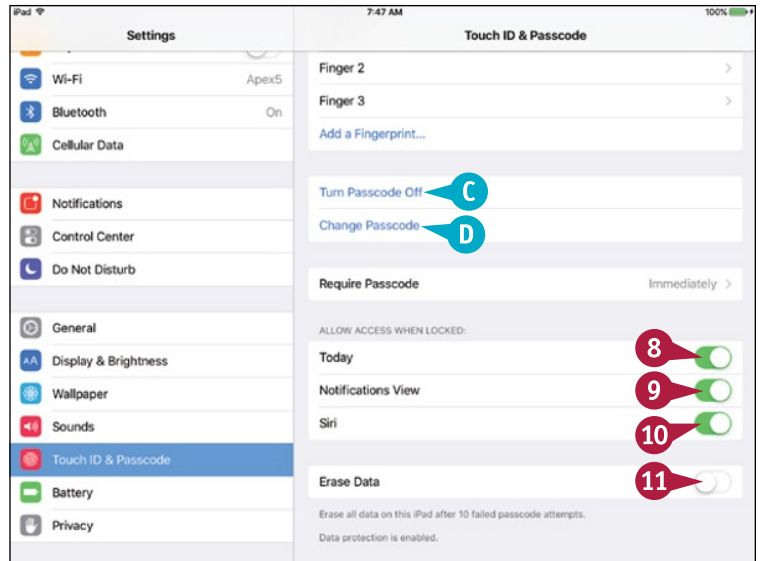 iPad 7:47 AM 100%
Settings
Wi-Fi Apex5
Bluetooth On
Cellular Data
Notifications
Control Center
Do Not Disturb
General
AA Display & Brightness
Wallpaper
Sounds
Touch ID & Passcode
Battery
Privacy
Touch ID & Passcode
Finger 2
Finger 3
Add a Fingerprint...
Turn Passcode Off C
Change Passcode D
Require Passcode Immediately
ALLOW ACCESS WHEN LOCKED:
Today 8
Notifications View 9
Siri 10
Erase Data 11
Erase all data on this iPad after 10 failed passcode attempts.
Data protection is enabled.